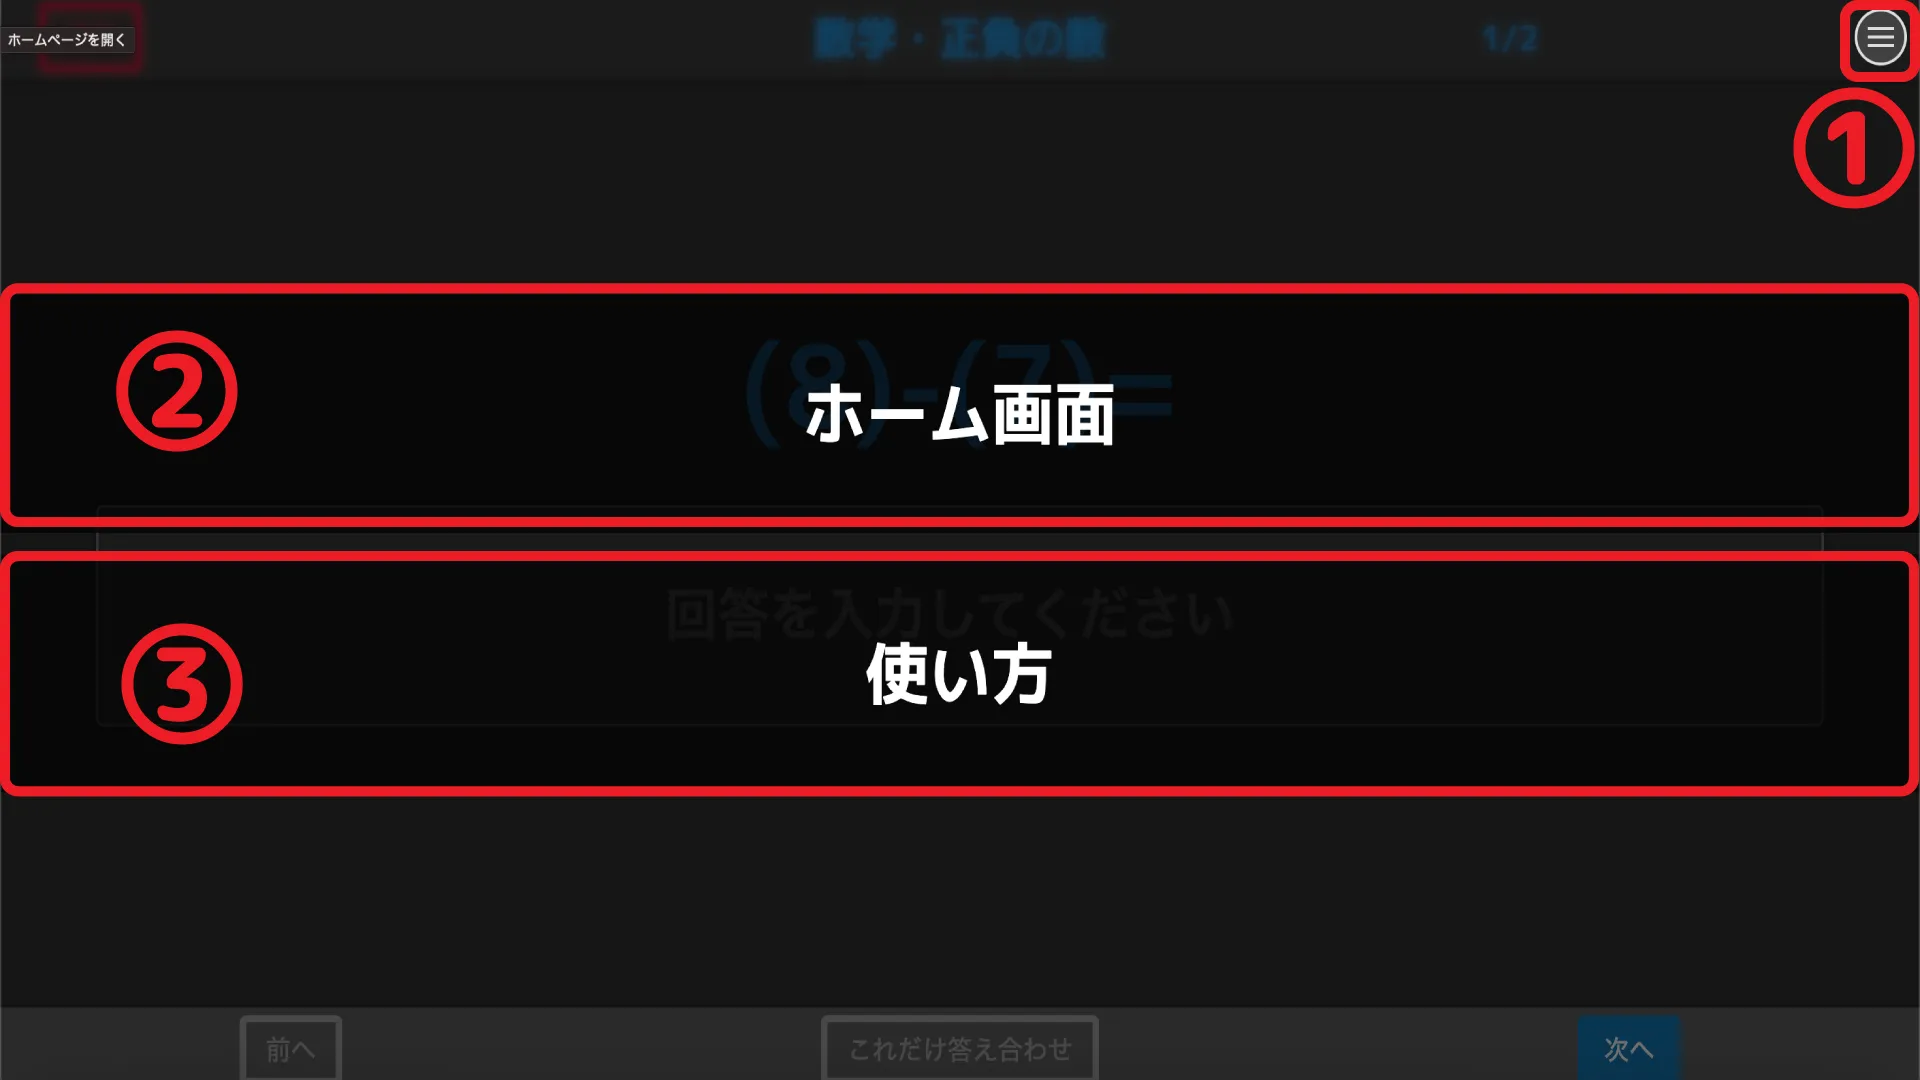 ホームページを開く
数学・正負の数
1/2
①
②
(8)-(7)=
ホーム画面
回答を入力してください
③
使い方
前へ
これだけ答え合わせ
次へ